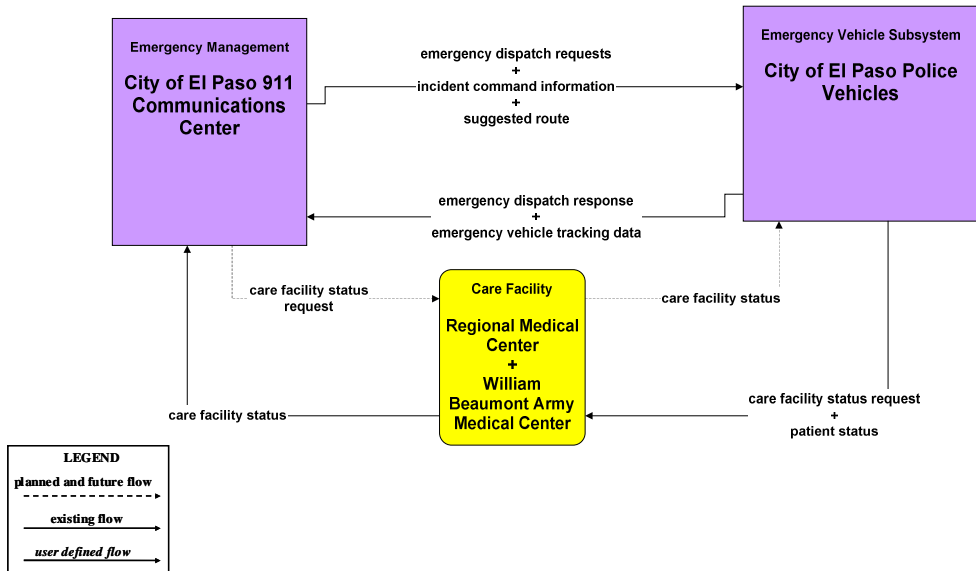 Emergency Management
City of El Paso 911
Communications
Center
emergency dispatch requests
+
incident command information
+
suggested route
Emergency Vehicle Subsystem
City of El Paso Police
Vehicles
emergency dispatch response
+
emergency vehicle tracking data
care facility status
request
Care Facility
Regional Medical
Center
+
William
Beaumont Army
Medical Center
care facility status
care facility status
care facility status request
+
patient status
LEGEND
planned and future flow
existing flow
user defined flow